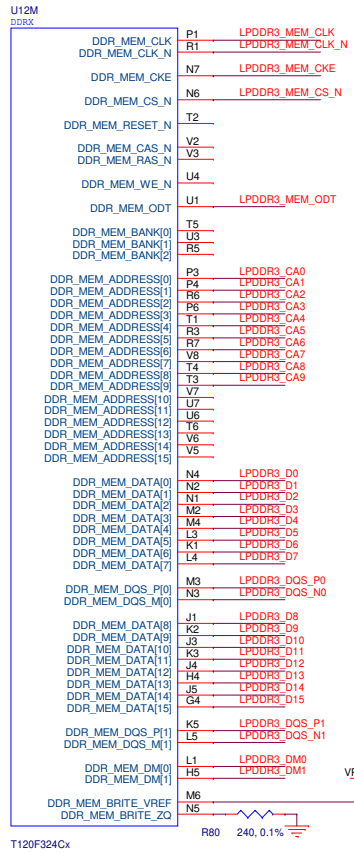 U12M
DDRX
DDR_MEM_CLK P1 LPDDR3_MEM_CLK
DDR_MEM_CLK_N R1 LPDDR3_MEM_CLK_N
DDR_MEM_CKE N7 LPDDR3_MEM_CKE
DDR_MEM_CS_N N6 LPDDR3_MEM_CS_N
DDR_MEM_RESET_N T2
DDR_MEM_CAS_N V2
DDR_MEM_RAS_N V3
DDR_MEM_WE_N U4
DDR_MEM_ODT U1 LPDDR3_MEM_ODT
DDR_MEM_BANK[0] T5
DDR_MEM_BANK[1] U3
DDR_MEM_BANK[2] R5
DDR_MEM_ADDRESS[0] P3 LPDDR3_CA0
DDR_MEM_ADDRESS[1] P4 LPDDR3_CA1
DDR_MEM_ADDRESS[2] R6 LPDDR3_CA2
DDR_MEM_ADDRESS[3] P6 LPDDR3_CA3
DDR_MEM_ADDRESS[4] T1 LPDDR3_CA4
DDR_MEM_ADDRESS[5] R3 LPDDR3_CA5
DDR_MEM_ADDRESS[6] R7 LPDDR3_CA6
DDR_MEM_ADDRESS[7] V8 LPDDR3_CA7
DDR_MEM_ADDRESS[8] T4 LPDDR3_CA8
DDR_MEM_ADDRESS[9] T3 LPDDR3_CA9
DDR_MEM_ADDRESS[10] V7
DDR_MEM_ADDRESS[11] U7
DDR_MEM_ADDRESS[12] U6
DDR_MEM_ADDRESS[13] T6
DDR_MEM_ADDRESS[14] V6
DDR_MEM_ADDRESS[15] V5
DDR_MEM_DATA[0] N4 LPDDR3_D0
DDR_MEM_DATA[1] N2 LPDDR3_D1
DDR_MEM_DATA[2] N1 LPDDR3_D2
DDR_MEM_DATA[3] M2 LPDDR3_D3
DDR_MEM_DATA[4] M4 LPDDR3_D4
DDR_MEM_DATA[5] L3 LPDDR3_D5
DDR_MEM_DATA[6] K1 LPDDR3_D6
DDR_MEM_DATA[7] L4 LPDDR3_D7
DDR_MEM_DQS_P[0] M3 LPDDR3_DQS_P0
DDR_MEM_DQS_M[0] N3 LPDDR3_DQS_N0
DDR_MEM_DATA[8] J1 LPDDR3_D8
DDR_MEM_DATA[9] K2 LPDDR3_D9
DDR_MEM_DATA[10] J3 LPDDR3_D10
DDR_MEM_DATA[11] K3 LPDDR3_D11
DDR_MEM_DATA[12] J4 LPDDR3_D12
DDR_MEM_DATA[13] H4 LPDDR3_D13
DDR_MEM_DATA[14] J5 LPDDR3_D14
DDR_MEM_DATA[15] G4 LPDDR3_D15
DDR_MEM_DQS_P[1] K5 LPDDR3_DQS_P1
DDR_MEM_DQS_M[1] L5 LPDDR3_DQS_N1
DDR_MEM_DM[0] L1 LPDDR3_DM0
DDR_MEM_DM[1] H5 LPDDR3_DM1
DDR_MEM_BRITE_VREF M6
DDR_MEM_BRITE_ZQ N5
R80 240, 0.1%
T120F324Cx